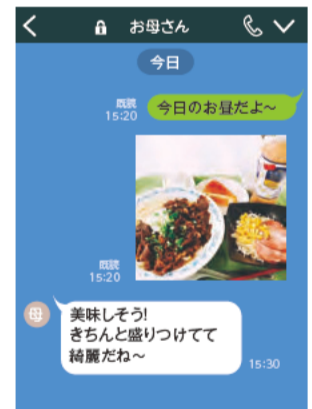 お母さん
今日
今日のお昼だよ～
既読
15:20
既読
15:20
母
美味しそう!
きちんと盛りつけてて
綺麗だね～
15:30